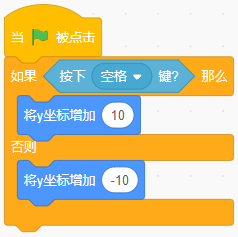 当 被点击
如果 按下 空格 键? 那么
将y坐标增加 10
否则
将y坐标增加 -10